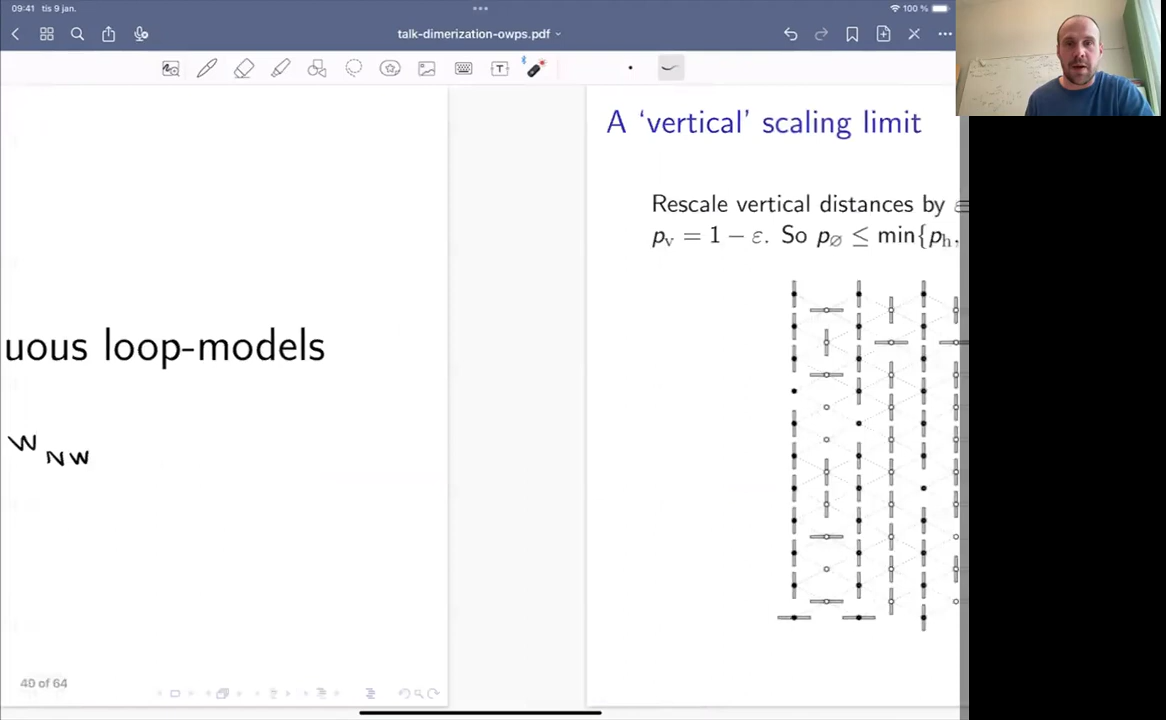 09:41 tis 9 jan.
100 %
talk-dimerization-owps.pdf
T
uous loop-models
W
NW
40 of 64
A ‘vertical’ scaling limit
Rescale vertical distances by
pᵥ = 1 − ε. So p∅ ≤ min{pₕ,